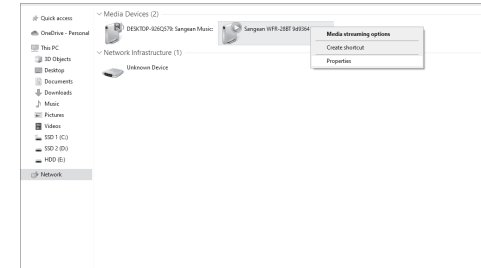 Quick access
OneDrive - Personal
This PC
3D Objects
Desktop
Documents
Downloads
Music
Pictures
Videos
SSD 1 (C:)
SSD 2 (D:)
HDD (E:)
Network
Media Devices (2)
DESKTOP-926Q579: Sangean Music:
Sangean WFR-28BT 9d9364
Network Infrastructure (1)
Unknown Device
Media streaming options
Create shortcut
Properties